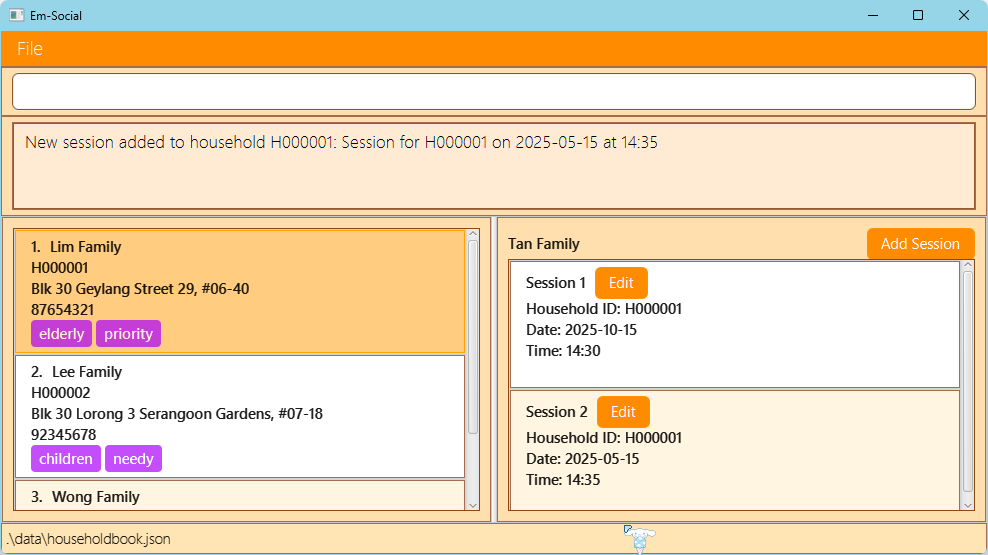 Em-Social
File
New session added to household H000001: Session for H000001 on 2025-05-15 at 14:35
1. Lim Family
H000001
Blk 30 Geylang Street 29, #06-40
87654321
elderly priority
2. Lee Family
H000002
Blk 30 Lorong 3 Serangoon Gardens, #07-18
92345678
children needy
3. Wong Family
Tan Family Add Session
Session 1 Edit
Household ID: H000001
Date: 2025-10-15
Time: 14:30
Session 2 Edit
Household ID: H000001
Date: 2025-05-15
Time: 14:35
.\data\householdbook.json